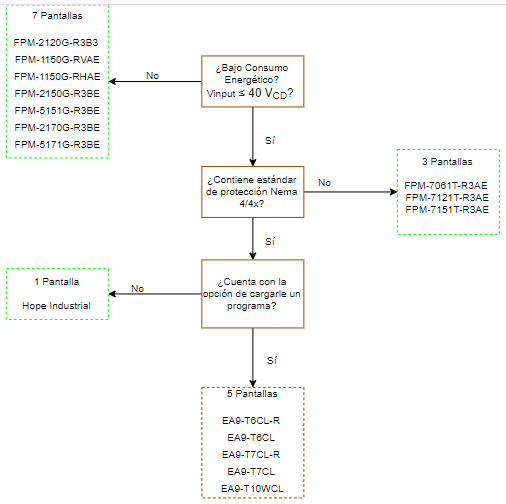 7 Pantallas
FPM-2120G-R3B3
FPM-1150G-RVAE
FPM-1150G-RHAE
FPM-2150G-R3BE
FPM-5151G-R3BE
FPM-2170G-R3BE
FPM-5171G-R3BE
No
¿Bajo Consumo
Energético?
Vinput ≤ 40 VCD?
Sí
¿Contiene estándar
de protección Nema
4/4x?
No
3 Pantallas
FPM-7061T-R3AE
FPM-7121T-R3AE
FPM-7151T-R3AE
Sí
1 Pantalla
Hope Industrial
No
¿Cuenta con la
opción de cargarle un
programa?
Sí
5 Pantallas
EA9-T6CL-R
EA9-T6CL
EA9-T7CL-R
EA9-T7CL
EA9-T10WCL